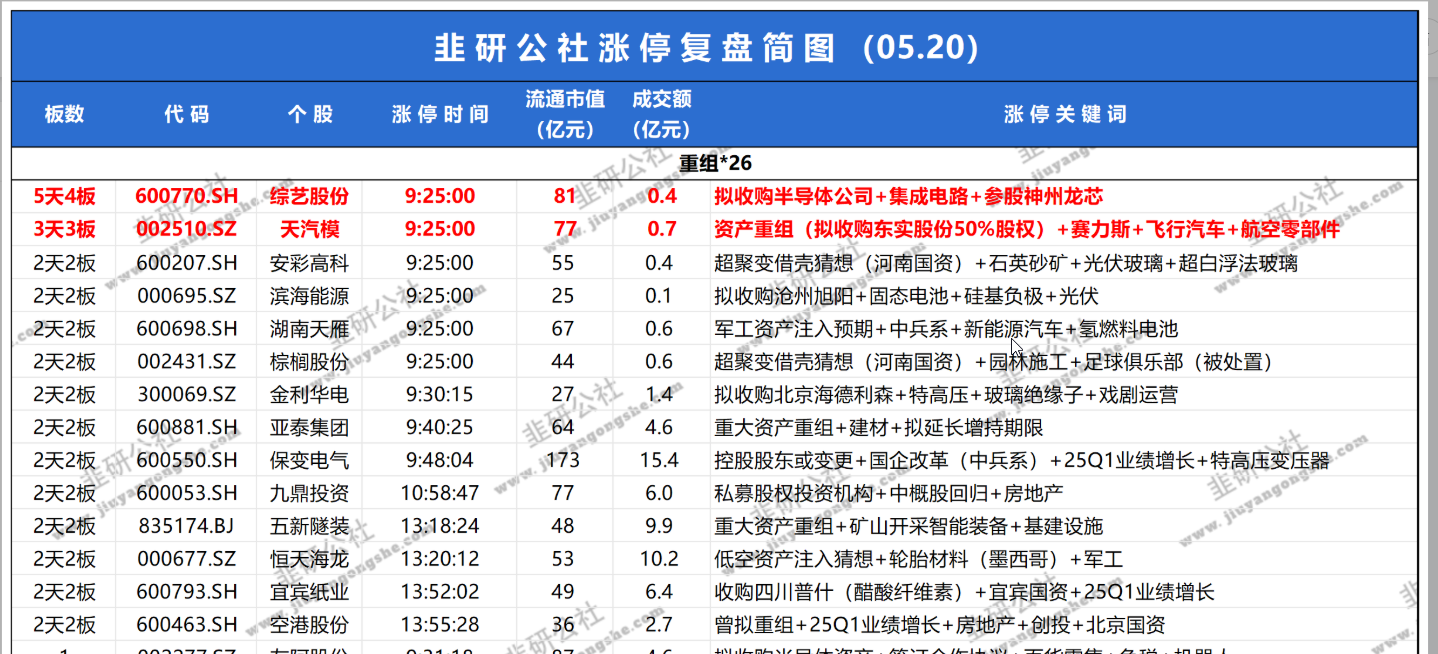 韭研公社涨停复盘简图 (05.20)
板数 代码 个股 涨停时间 流通市值(亿元) 成交额(亿元) 涨停关键词
重组*26
5天4板 600770.SH 综艺股份 9:25:00 81 0.4 拟收购半导体公司+集成电路+参股神州龙芯
3天3板 002510.SZ 天汽模 9:25:00 77 0.7 资产重组（拟收购东实股份50%股权）+赛力斯+飞行汽车+航空零部件
2天2板 600207.SH 安彩高科 9:25:00 55 0.4 超聚变借壳猜想（河南国资）+石英砂矿+光伏玻璃+超白浮法玻璃
2天2板 000695.SZ 滨海能源 9:25:00 25 0.1 拟收购沧州旭阳+固态电池+硅基负极+光伏
2天2板 600698.SH 湖南天雁 9:25:00 67 0.6 军工资产注入预期+中兵系+新能源汽车+氢燃料电池
2天2板 002431.SZ 棕榈股份 9:25:00 44 0.6 超聚变借壳猜想（河南国资）+园林施工+足球俱乐部（被处置）
2天2板 300069.SZ 金利华电 9:30:15 27 1.4 拟收购北京海德利森+特高压+玻璃绝缘子+戏剧运营
2天2板 600881.SH 亚泰集团 9:40:25 64 4.6 重大资产重组+建材+拟延长增持期限
2天2板 600550.SH 保变电气 9:48:04 173 15.4 控股股东或变更+国企改革（中兵系）+25Q1业绩增长+特高压变压器
2天2板 600053.SH 九鼎投资 10:58:47 77 6.0 私募股权投资机构+中概股回归+房地产
2天2板 835174.BJ 五新隧装 13:18:24 48 9.9 重大资产重组+矿山开采智能装备+基建设施
2天2板 000677.SZ 恒天海龙 13:20:12 53 10.2 低空资产注入猜想+轮胎材料（墨西哥）+军工
2天2板 600793.SH 宜宾纸业 13:52:02 49 6.4 收购四川普什（醋酸纤维素）+宜宾国资+25Q1业绩增长
2天2板 600463.SH 空港股份 13:55:28 36 2.7 曾拟重组+25Q1业绩增长+房地产+创投+北京国资
韭研公社
www.jiuyangongshe.com